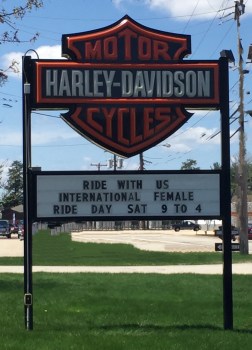 MOTOR
HARLEY-DAVIDSON
CYCLES
RIDE WITH US
INTERNATIONAL FEMALE
RIDE DAY SAT 9 TO 4